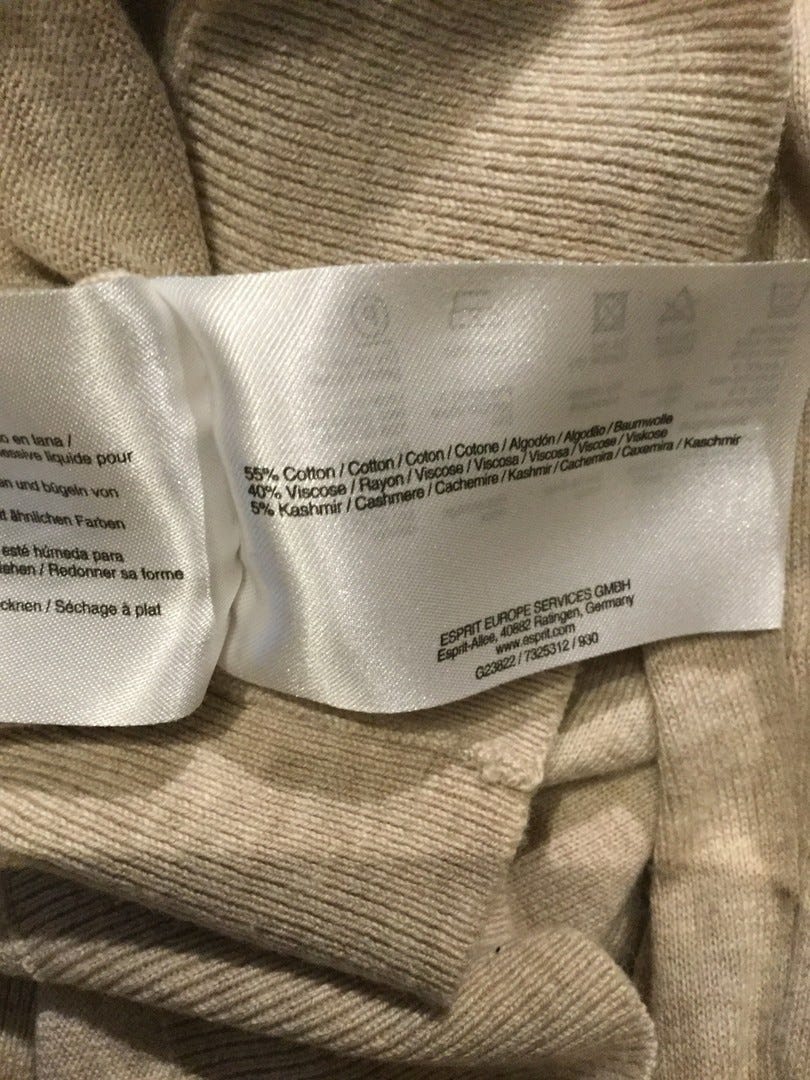 o en lana /
essive liquide pour
an und bügeln von
t ähnlichen Farben
esté húmeda para
iehen / Redonner sa forme
cknen / Séchage à plat
55% Cotton / Cotton / Coton / Cotone / Algodón / Algodão / Baumwolle
40% Viscose / Rayon / Viscose / Viscosa / Viscosa / Viscose / Viskose
5% Kashmir / Cashmere / Cachemire / Kashmir / Cachemira / Caxemira / Kaschmir
ESPRIT EUROPE SERVICES GMBH
Esprit-Allee, 40882 Ratingen, Germany
www.esprit.com
G23822 / 7325312 / 930